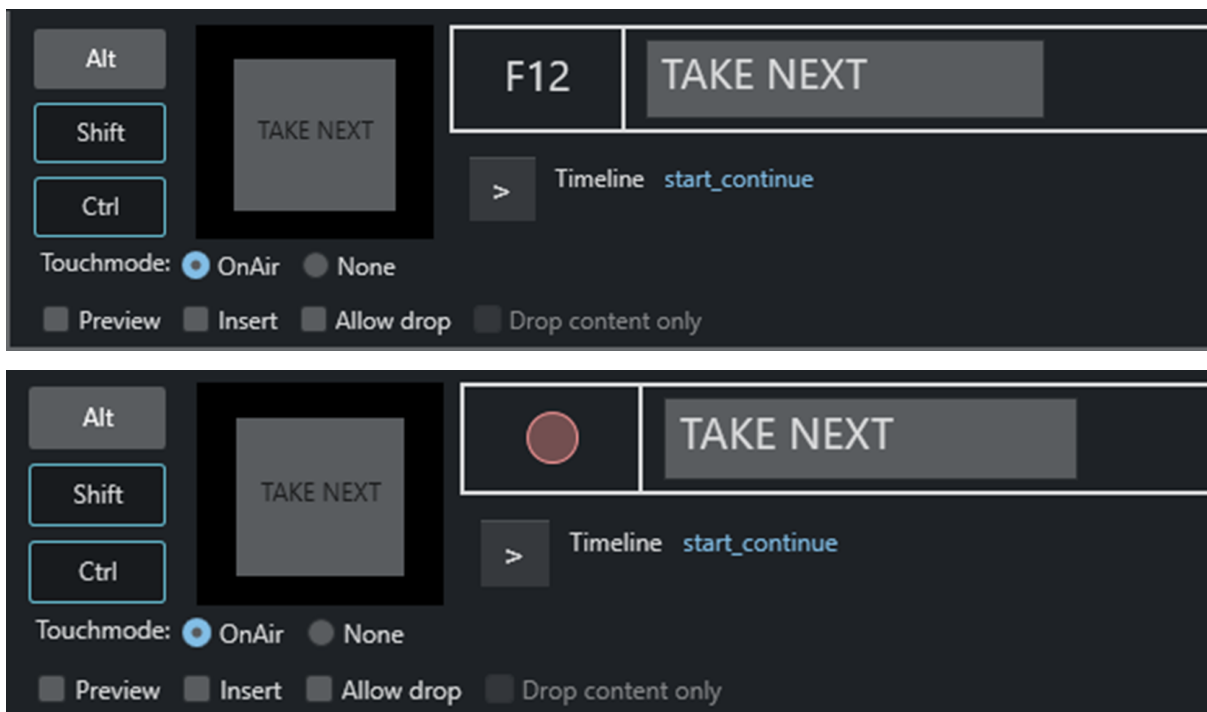 Alt
F12 TAKE NEXT
Shift
TAKE NEXT
> Timeline start_continue
Ctrl
Touchmode: OnAir None
Preview Insert Allow drop Drop content only
Alt
TAKE NEXT
Shift
TAKE NEXT
> Timeline start_continue
Ctrl
Touchmode: OnAir None
Preview Insert Allow drop Drop content only